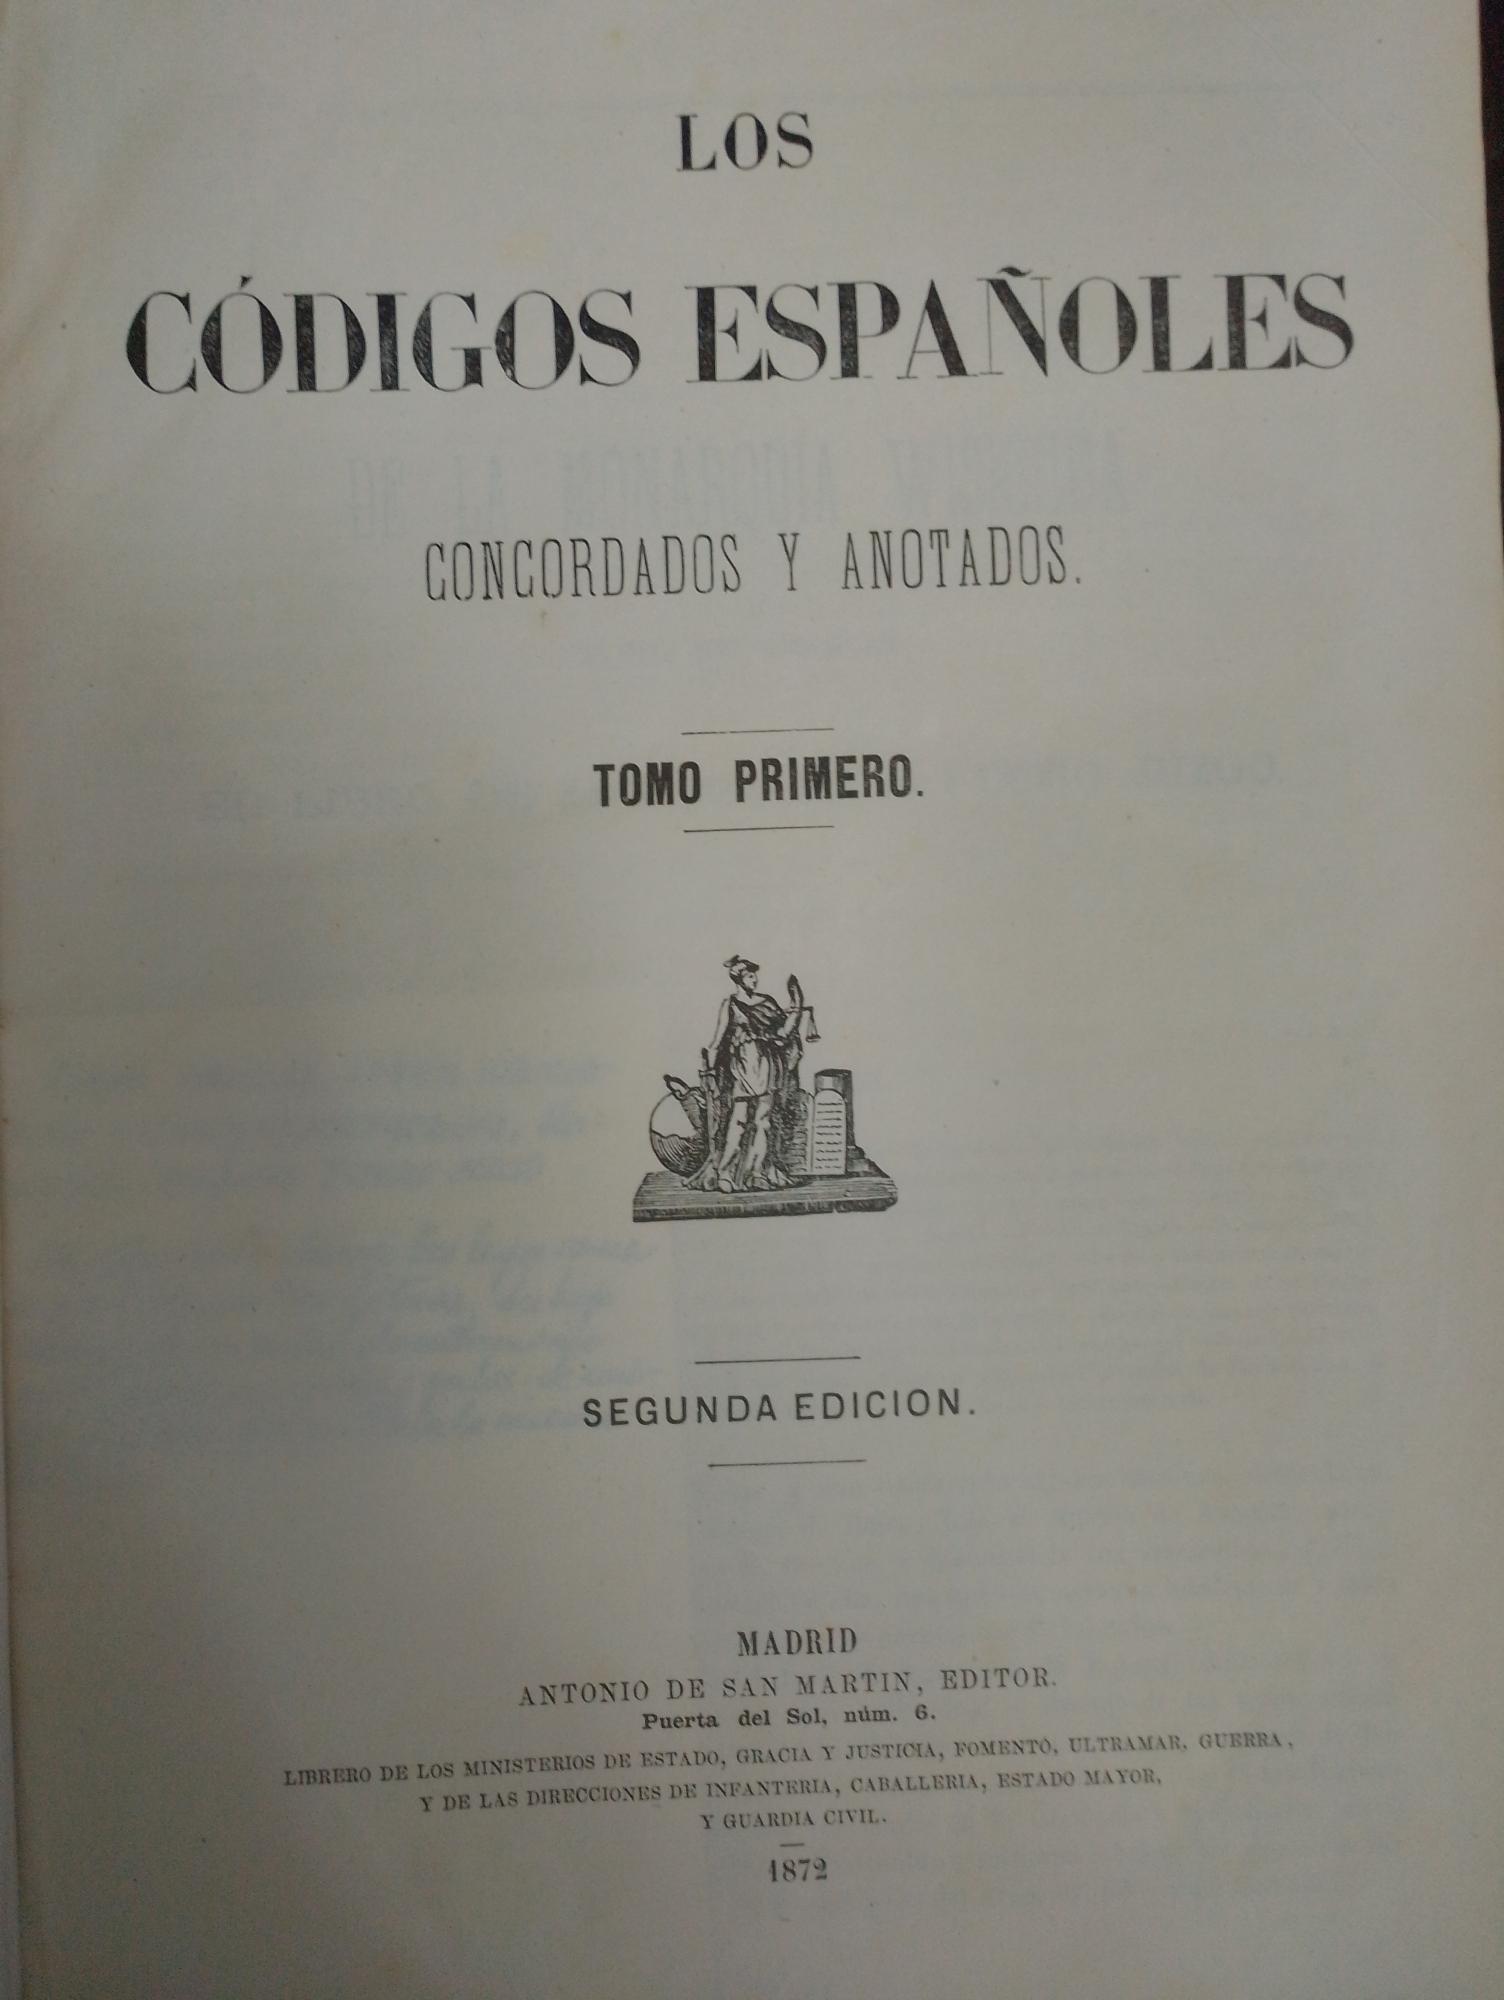 LOS
CÓDIGOS ESPAÑOLES
CONCORDADOS Y ANOTADOS.
TOMO PRIMERO.
SEGUNDA EDICION.
MADRID
ANTONIO DE SAN MARTIN, EDITOR.
Puerta del Sol, núm. 6.
LIBRERO DE LOS MINISTERIOS DE ESTADO, GRACIA Y JUSTICIA, FOMENTO, ULTRAMAR, GUERRA,
Y DE LAS DIRECCIONES DE INFANTERIA, CABALLERIA, ESTADO MAYOR,
Y GUARDIA CIVIL.
1872